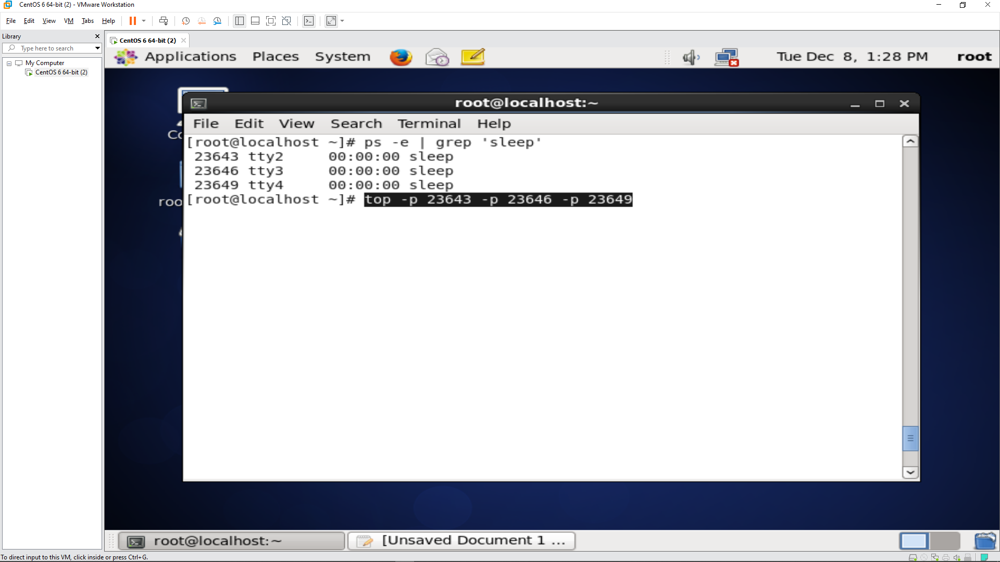 CentOS 6 64-bit (2) - VMware Workstation
File Edit View VM Tabs Help
Library
Type here to search
My Computer
CentOS 6 64-bit (2)
CentOS 6 64-bit (2)
Applications Places System
Tue Dec 8, 1:28 PM root
root@localhost:~
File Edit View Search Terminal Help
[root@localhost ~]# ps -e | grep 'sleep'
23643 tty2 00:00:00 sleep
23646 tty3 00:00:00 sleep
23649 tty4 00:00:00 sleep
[root@localhost ~]# top -p 23643 -p 23646 -p 23649
Co
roo
root@localhost:~
[Unsaved Document 1 ...
To direct input to this VM, click inside or press Ctrl+G.